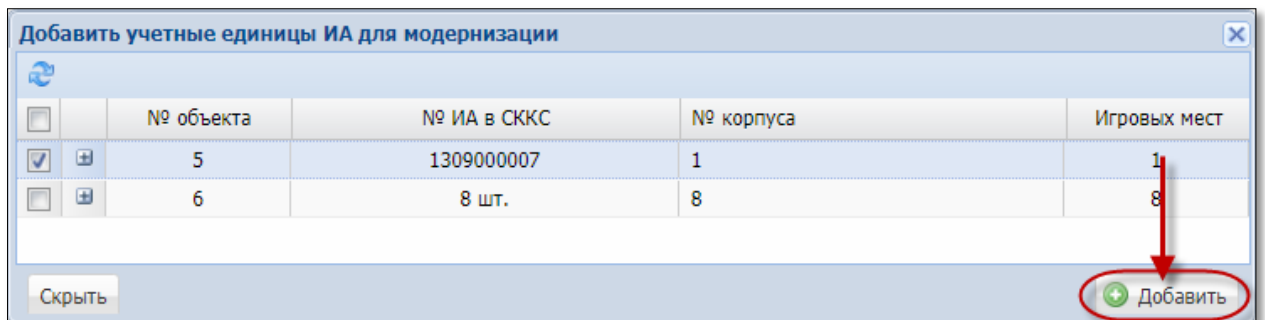 Добавить учетные единицы ИА для модернизации
№ объекта № ИА в СККС № корпуса Игровых мест
5 1309000007 1 1
6 8 шт. 8 8
Скрыть Добавить